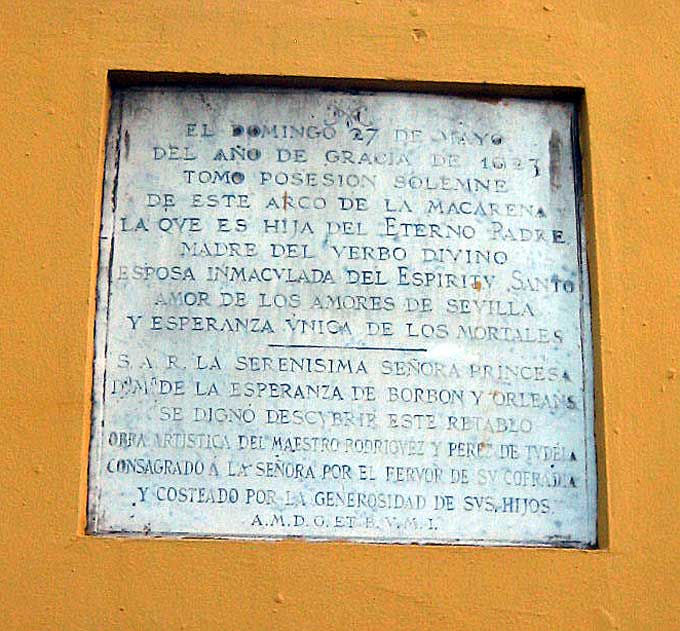 EL DOMINGO 27 DE MAYO
DEL AÑO DE GRACIA DE 1923
TOMO POSESION SOLEMNE
DE ESTE ARCO DE LA MACARENA
LA QVE ES HIJA DEL ETERNO PADRE
MADRE DEL VERBO DIVINO
ESPOSA INMACVLADA DEL ESPIRITV SANTO
AMOR DE LOS AMORES DE SEVILLA
Y ESPERANZA VNICA DE LOS MORTALES
S. A. R. LA SERENISIMA SEÑORA PRINCESA
Dª Mª DE LA ESPERANZA DE BORBON Y ORLEANS
SE DIGNÓ DESCVBRIR ESTE RETABLO
OBRA ARTISTICA DEL MAESTRO RODRIGVEZ Y PEREZ DE TVDELA
CONSAGRADO A LA SEÑORA POR EL FERVOR DE SV COFRADIA
Y COSTEADO POR LA GENEROSIDAD DE SVS HIJOS.
A. M. D. G. ET B. V. M. I.